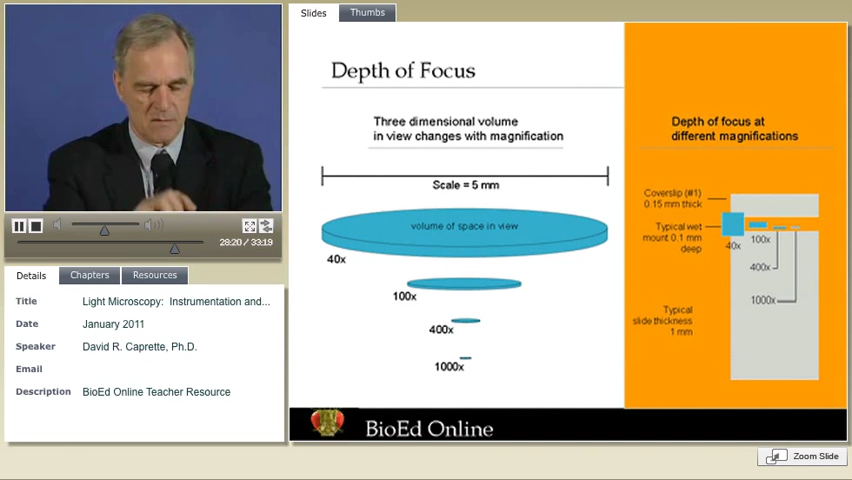 Slides
Thumbs
Depth of Focus
Three dimensional volume
in view changes with magnification
Scale = 5 mm
volume of space in view
40x
100x
400x
1000x
Depth of focus at
different magnifications
Coverslip (#1)
0.15 mm thick
Typical wet
mount 0.1 mm
deep
40x
100x
400x
1000x
Typical
slide thickness
1 mm
BioEd Online
28:20 / 33:19
Details
Chapters
Resources
Title
Light Microscopy: Instrumentation and...
Date
January 2011
Speaker
David R. Caprette, Ph.D.
Email
Description
BioEd Online Teacher Resource
Zoom Slide